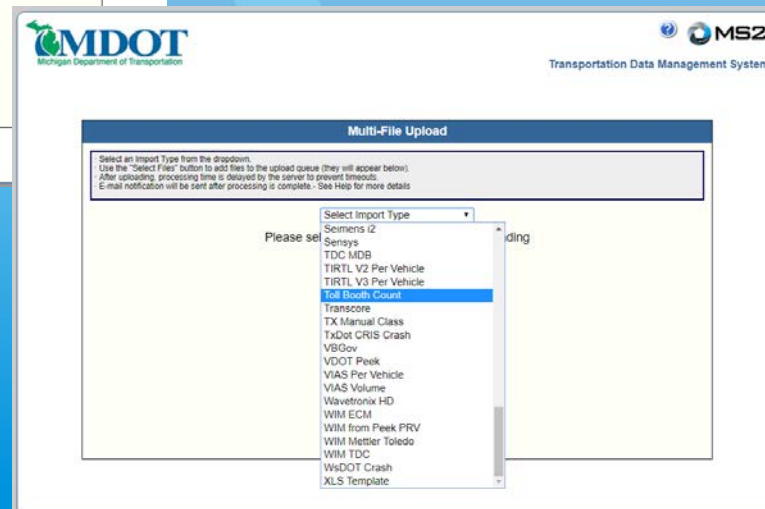 MDOT
Michigan Department of Transportation
MS2
Transportation Data Management System
Multi-File Upload
- Select an Import Type from the dropdown.
- Use the "Select Files" button to add files to the upload queue (they will appear below).
- After uploading, processing time is delayed by the server to prevent timeouts.
- E-mail notification will be sent after processing is complete.- See Help for more details
Select Import Type
Please sel
ding
Seimens i2
Sensys
TDC MDB
TIRTL V2 Per Vehicle
TIRTL V3 Per Vehicle
Toll Booth Count
Transcore
TX Manual Class
TxDot CRIS Crash
VBGov
VDOT Peek
VIAS Per Vehicle
VIAS Volume
Wavetronix HD
WIM ECM
WIM from Peek PRV
WIM Mettler Toledo
WIM TDC
WsDOT Crash
XLS Template